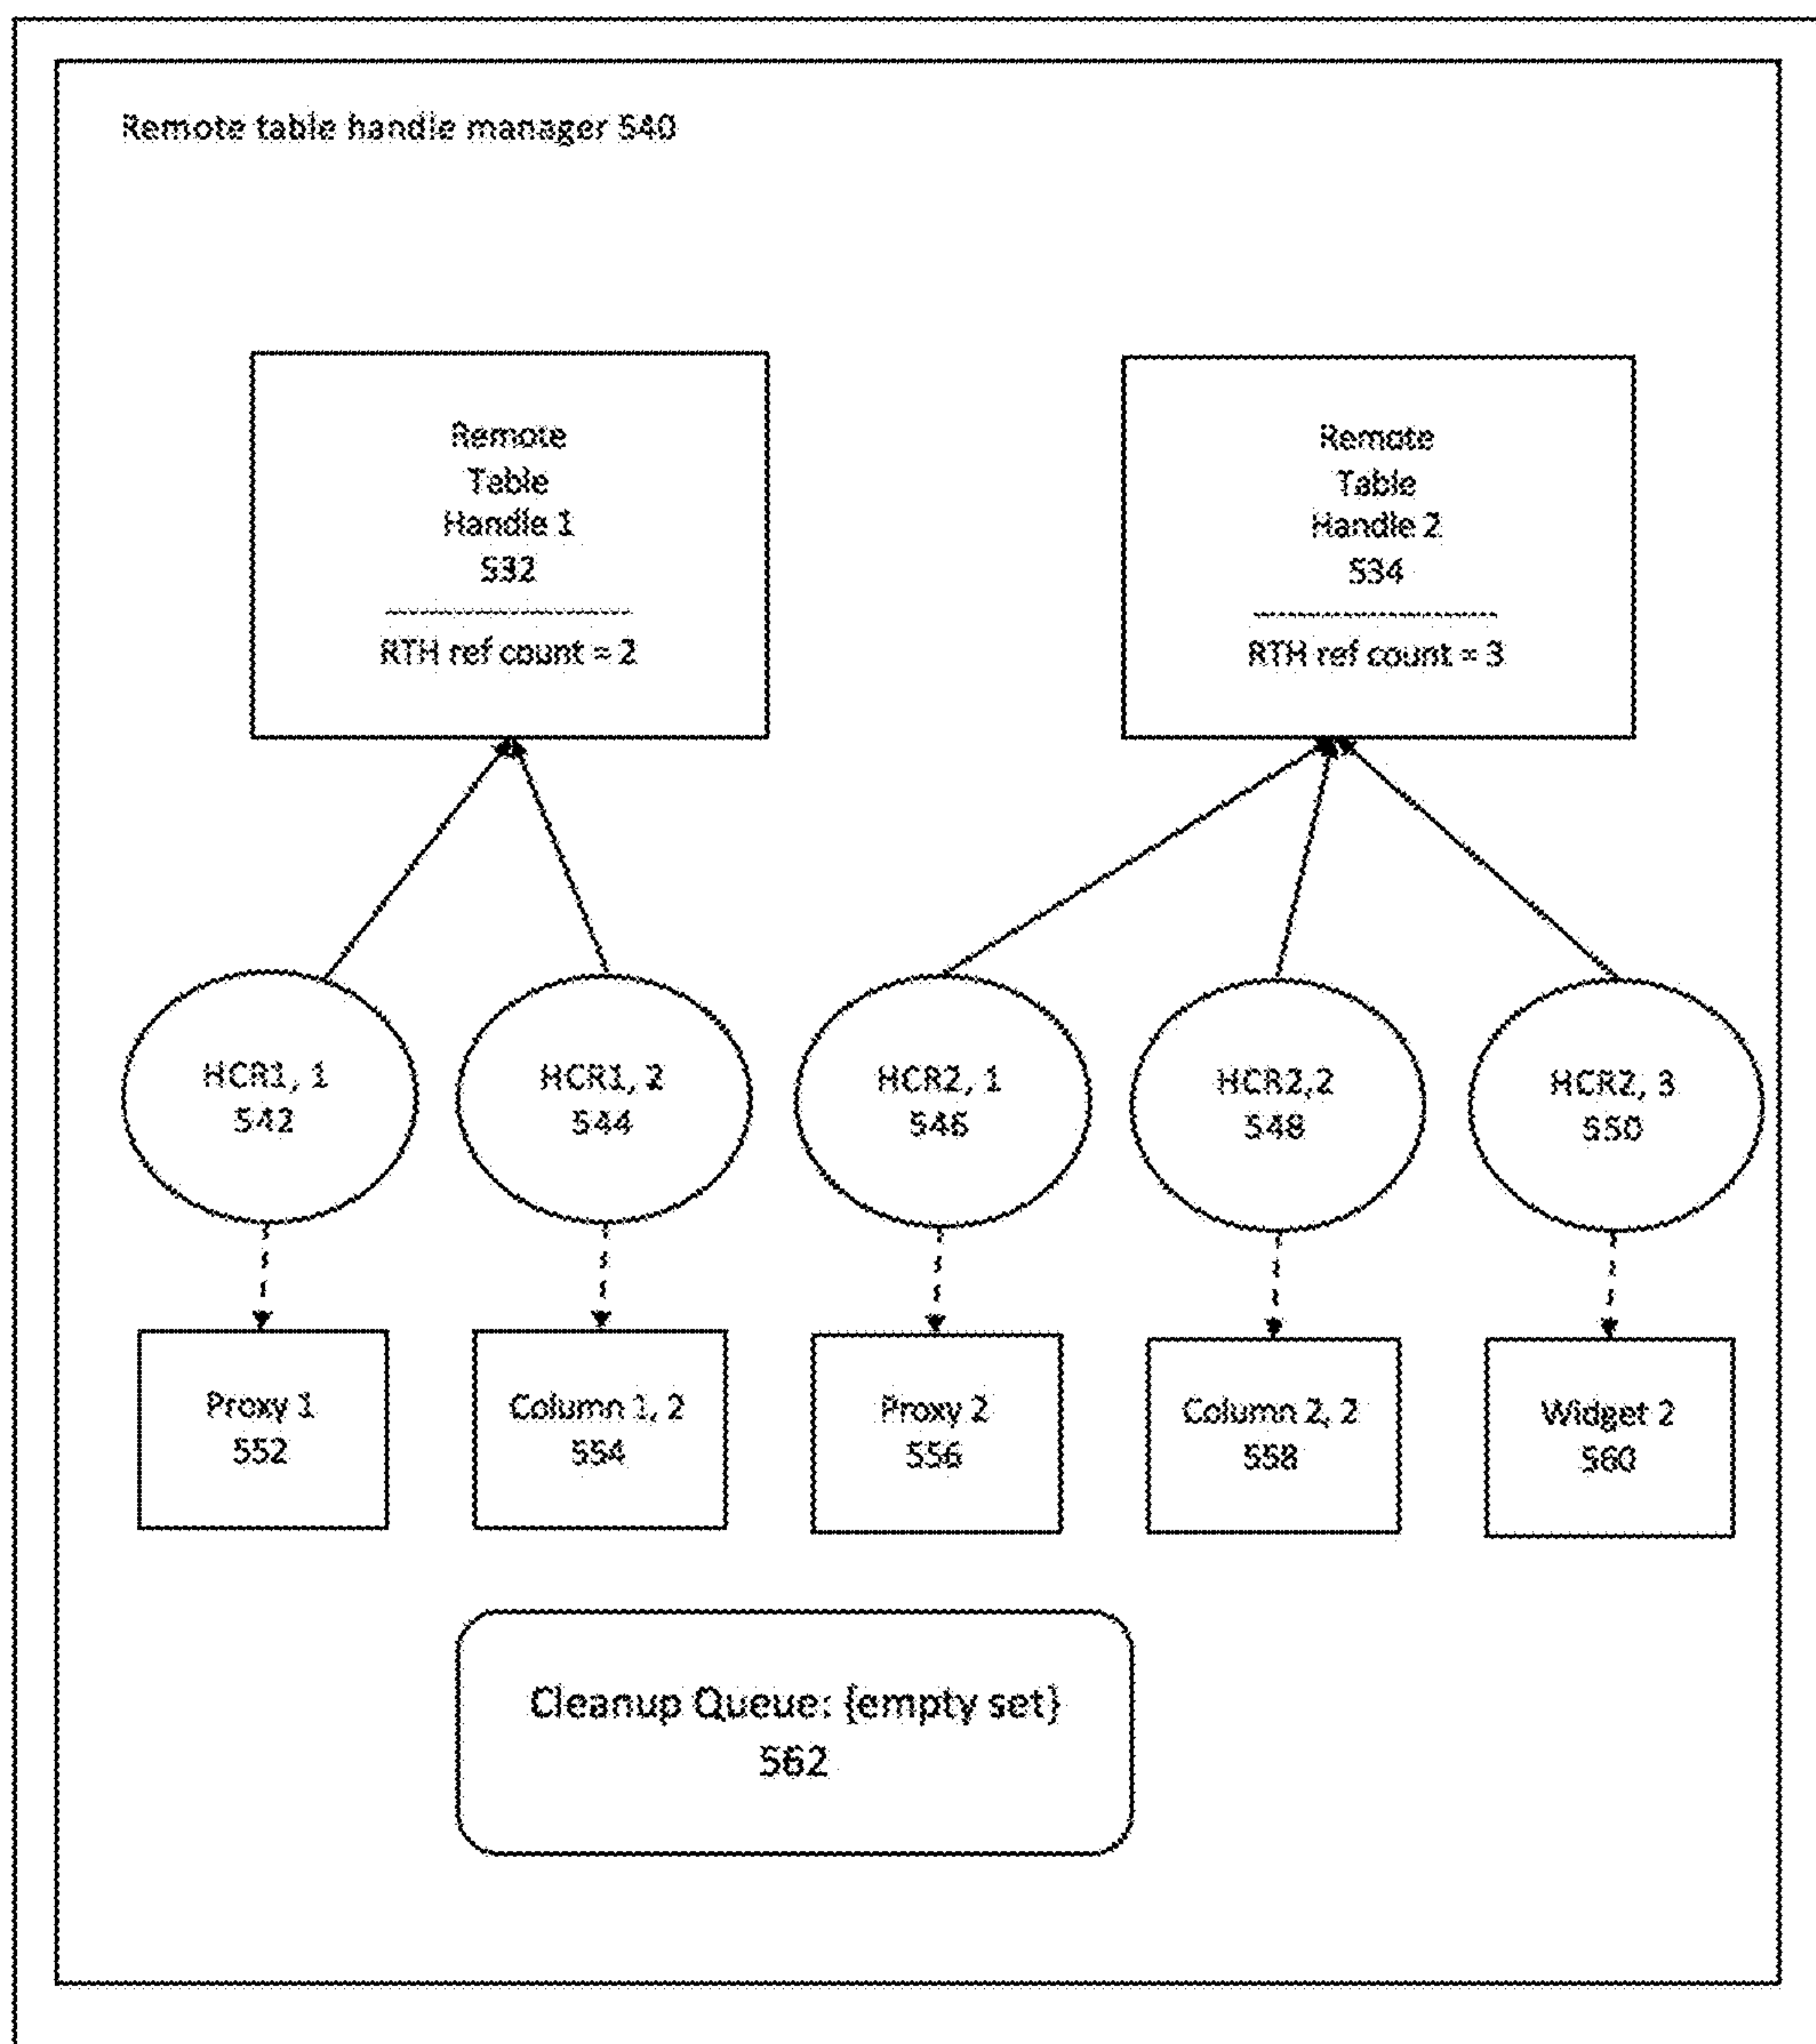 Remote table handle manager 540
Remote
Table
Handle 1
532
RTH ref count = 2
Remote
Table
Handle 2
534
RTH ref count = 3
HCR1, 1
542
HCR1, 2
544
HCR2, 1
546
HCR2,2
548
HCR2, 3
550
Proxy 1
552
Column 1, 2
554
Proxy 2
556
Column 2, 2
558
Widget 2
560
Cleanup Queue: {empty set}
562